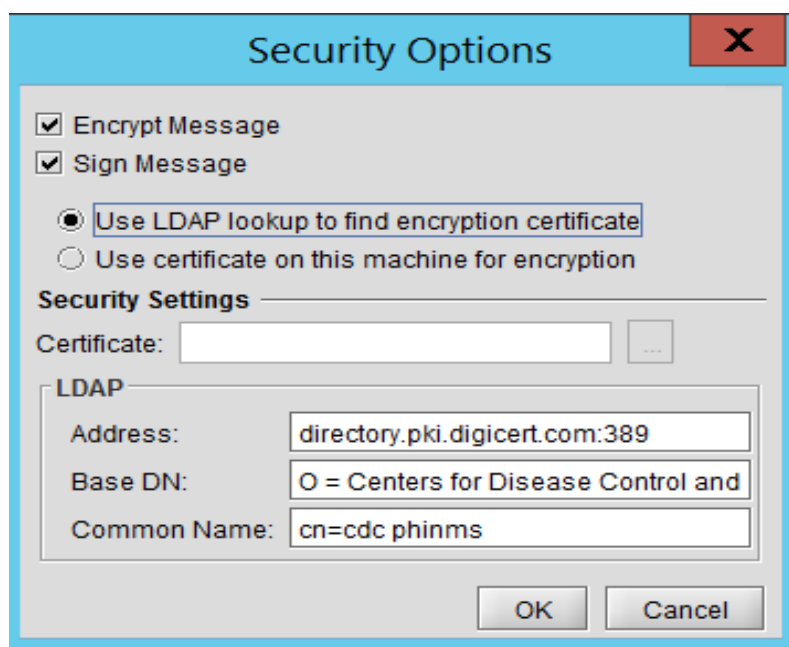 Security Options
X
Encrypt Message
Sign Message
Use LDAP lookup to find encryption certificate
Use certificate on this machine for encryption
Security Settings
Certificate:
...
LDAP
Address: directory.pki.digicert.com:389
Base DN: O = Centers for Disease Control and
Common Name: cn=cdc phinms
OK Cancel